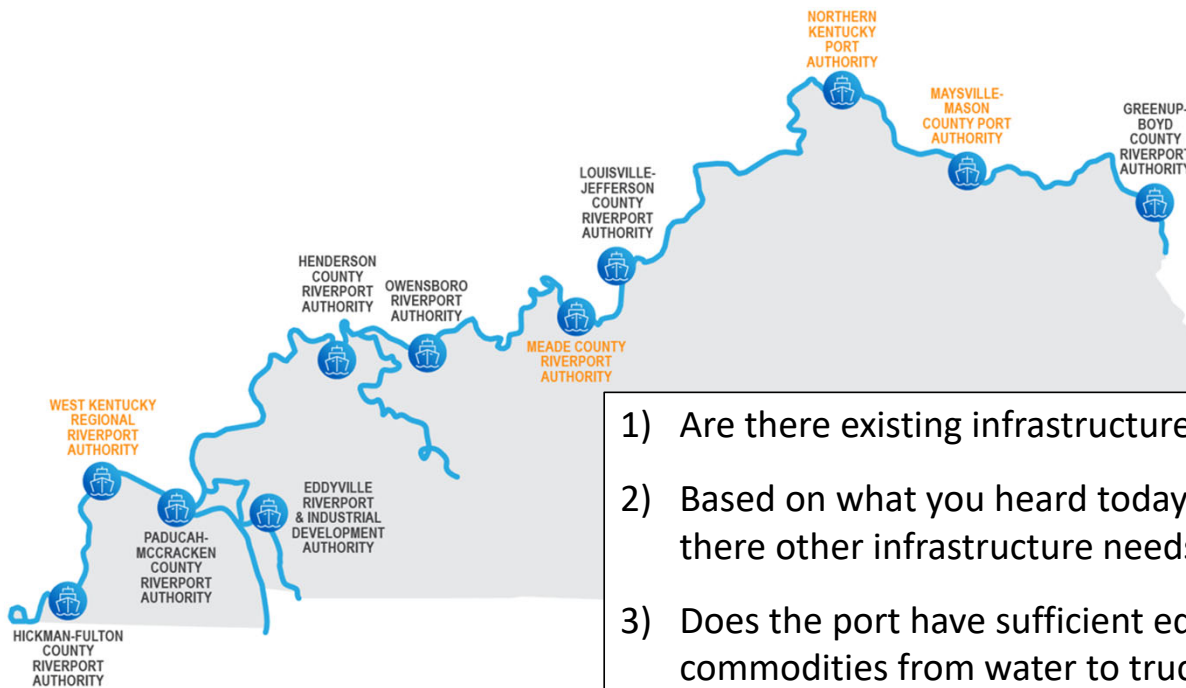 NORTHERN
KENTUCKY
PORT
AUTHORITY
MAYSVILLE-
MASON
COUNTY PORT
AUTHORITY
GREENUP-
BOYD
COUNTY
RIVERPORT
AUTHORITY
LOUISVILLE-
JEFFERSON
COUNTY
RIVERPORT
AUTHORITY
HENDERSON
COUNTY
RIVERPORT
AUTHORITY
OWENSBORO
RIVERPORT
AUTHORITY
MEADE COUNTY
RIVERPORT
AUTHORITY
WEST KENTUCKY
REGIONAL
RIVERPORT
AUTHORITY
EDDYVILLE
RIVERPORT
& INDUSTRIAL
DEVELOPMENT
AUTHORITY
PADUCAH-
MCCRACKEN
COUNTY
RIVERPORT
AUTHORITY
HICKMAN-FULTON
COUNTY
RIVERPORT
AUTHORITY
1) Are there existing infrastructure
2) Based on what you heard today
there other infrastructure needs
3) Does the port have sufficient
commodities from water to